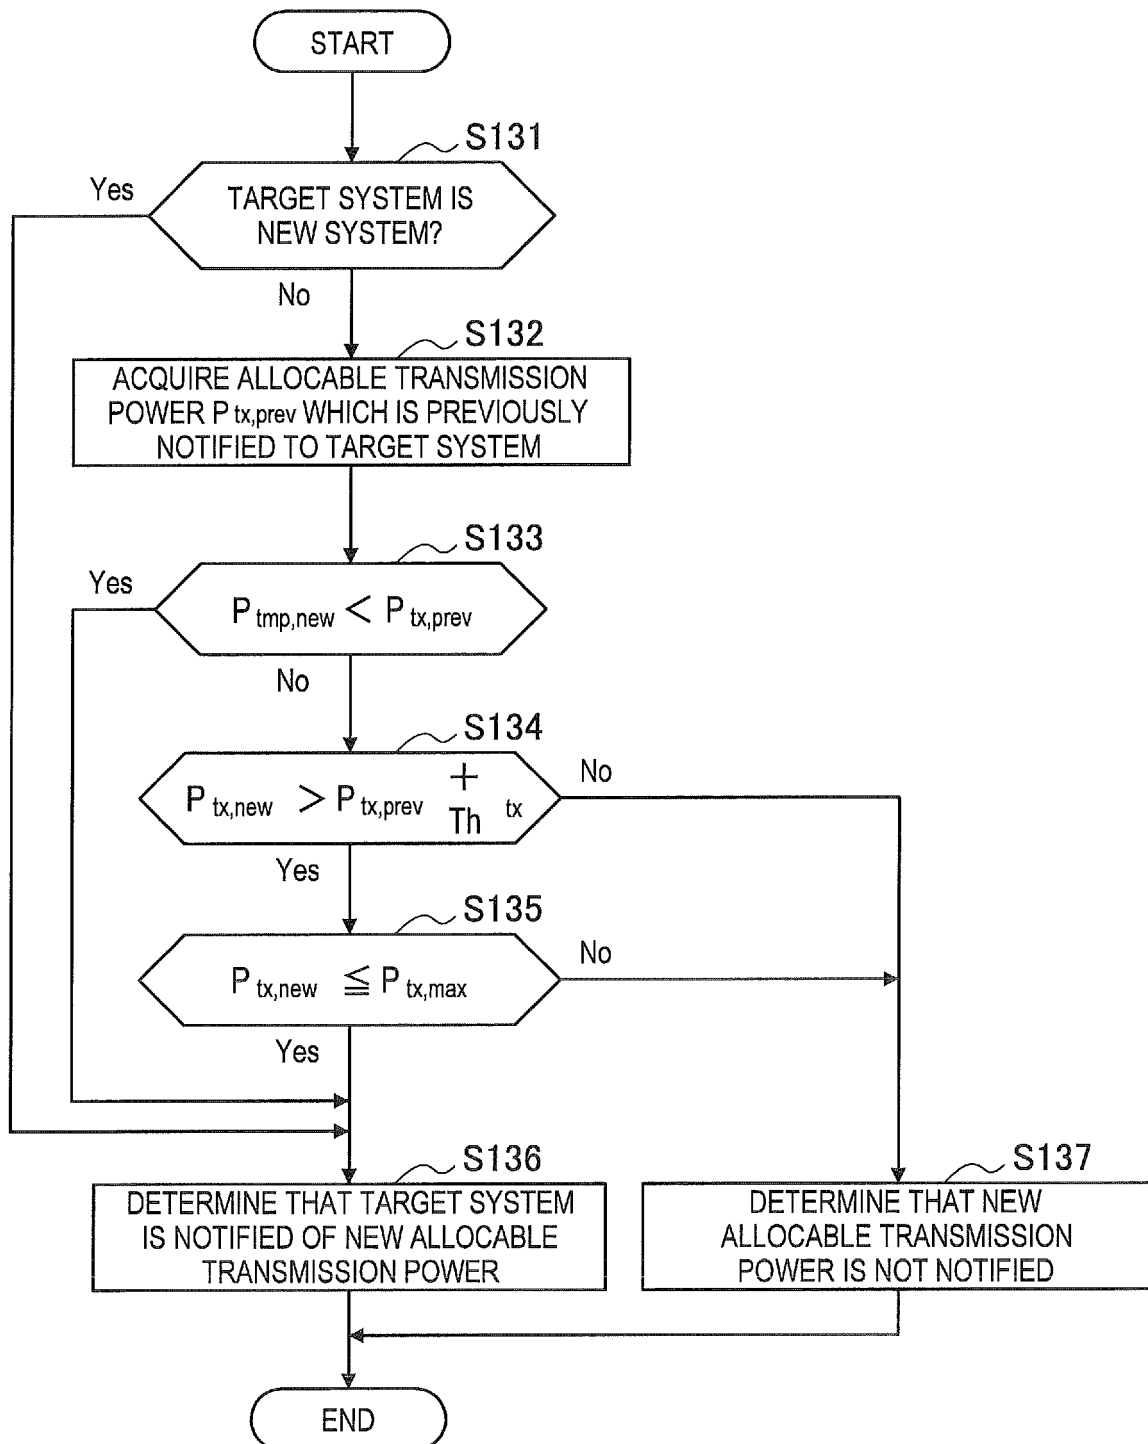 START
S131
Yes
TARGET SYSTEM IS
NEW SYSTEM?
No
S132
ACQUIRE ALLOCABLE TRANSMISSION
POWER P tx,prev WHICH IS PREVIOUSLY
NOTIFIED TO TARGET SYSTEM
S133
Yes
P tmp,new < P tx,prev
No
S134
P tx,new > P tx,prev + Th tx
No
Yes
S135
P tx,new ≦ P tx,max
No
Yes
S136
DETERMINE THAT TARGET SYSTEM
IS NOTIFIED OF NEW ALLOCABLE
TRANSMISSION POWER
S137
DETERMINE THAT NEW
ALLOCABLE TRANSMISSION
POWER IS NOT NOTIFIED
END